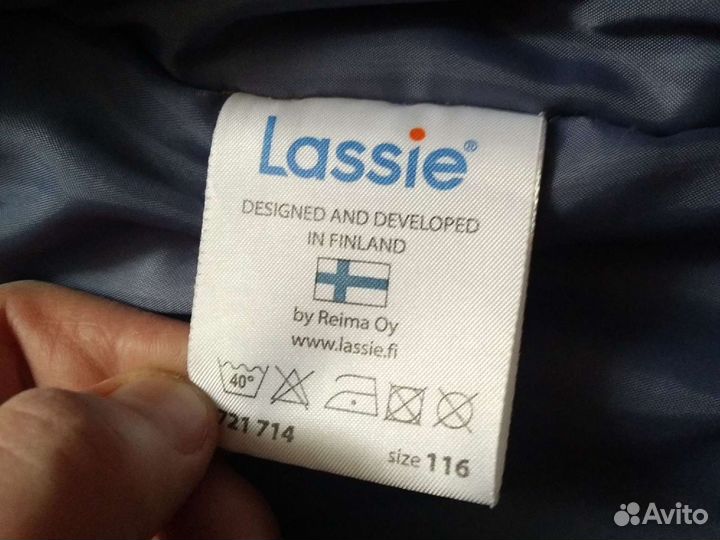 Lassie®
DESIGNED AND DEVELOPED
IN FINLAND
by Reima Oy
www.lassie.fi
40°
721 714
size 116
Avito